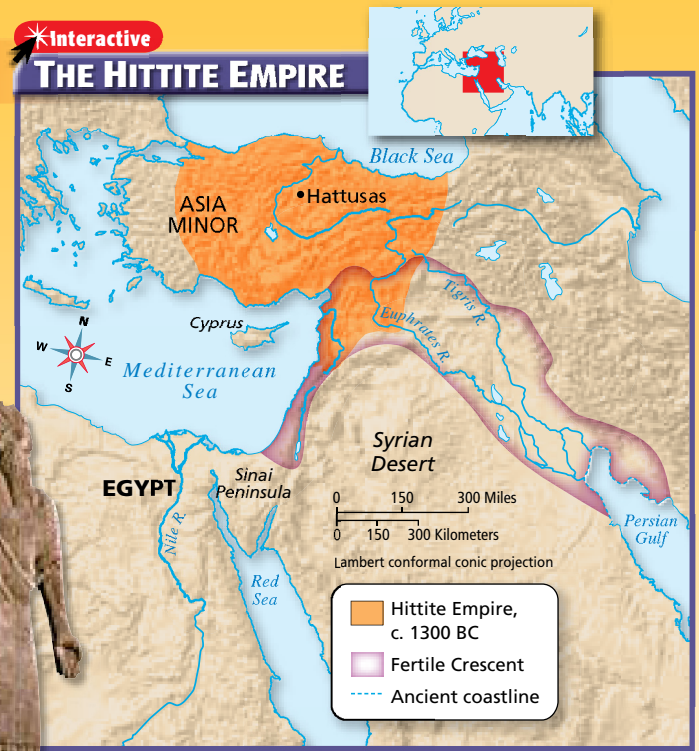 Interactive
THE HITTITE EMPIRE
Black Sea
ASIA
MINOR
Hattusas
Tigris R.
Euphrates R.
Cyprus
N
W
E
S
Mediterranean
Sea
Syrian
Desert
EGYPT
Sinai
Peninsula
Nile R.
0 150 300 Miles
0 150 300 Kilometers
Lambert conformal conic projection
Persian
Gulf
Red
Sea
Hittite Empire,
c. 1300 BC
Fertile Crescent
Ancient coastline